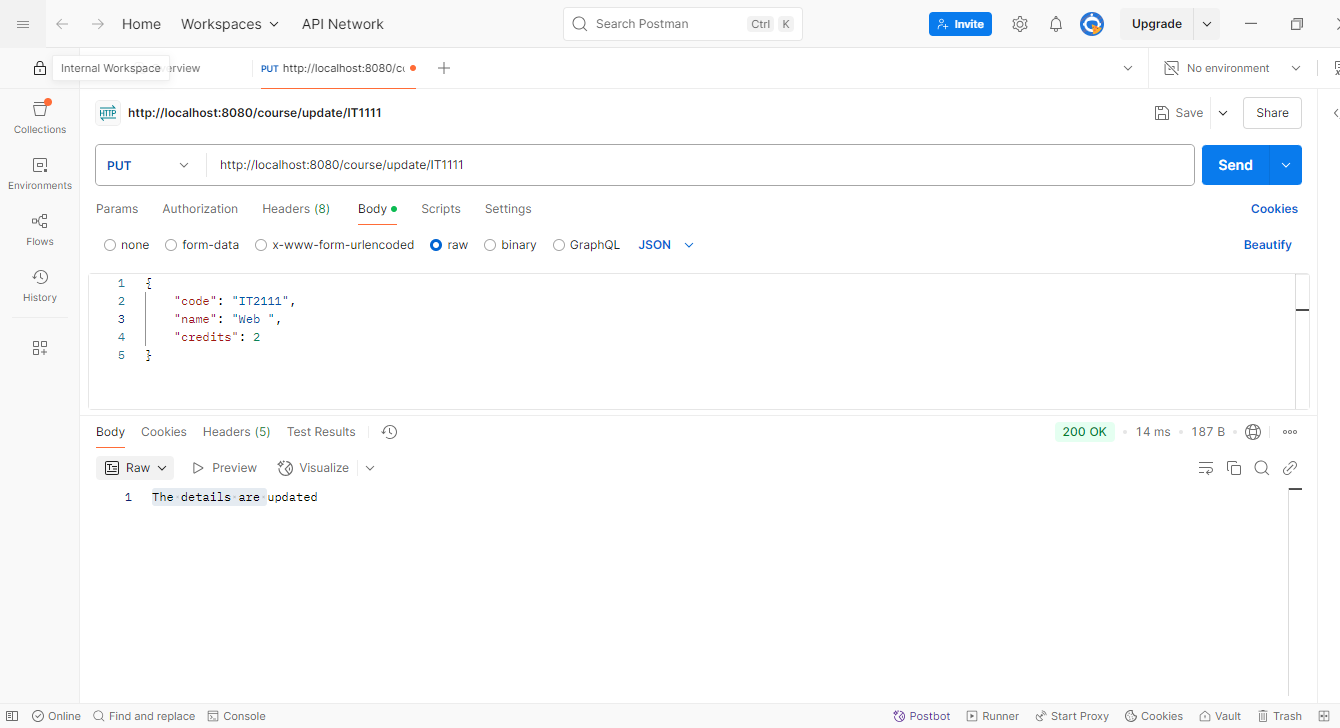 Home Workspaces API Network Search Postman Ctrl K Invite Upgrade
Internal Workspace erview PUT http://localhost:8080/cc No environment
HTTP http://localhost:8080/course/update/IT1111 Save Share
PUT http://localhost:8080/course/update/IT1111 Send
Collections
Environments
Flows
History
Params Authorization Headers (8) Body Scripts Settings Cookies
none form-data x-www-form-urlencoded raw binary GraphQL JSON Beautify
1 {
2 "code": "IT2111",
3 "name": "Web ",
4 "credits": 2
5 }
Body Cookies Headers (5) Test Results 200 OK • 14 ms • 187 B •
Raw Preview Visualize
1 The·details·are·updated
Online Find and replace Console Postbot Runner Start Proxy Cookies Vault Trash